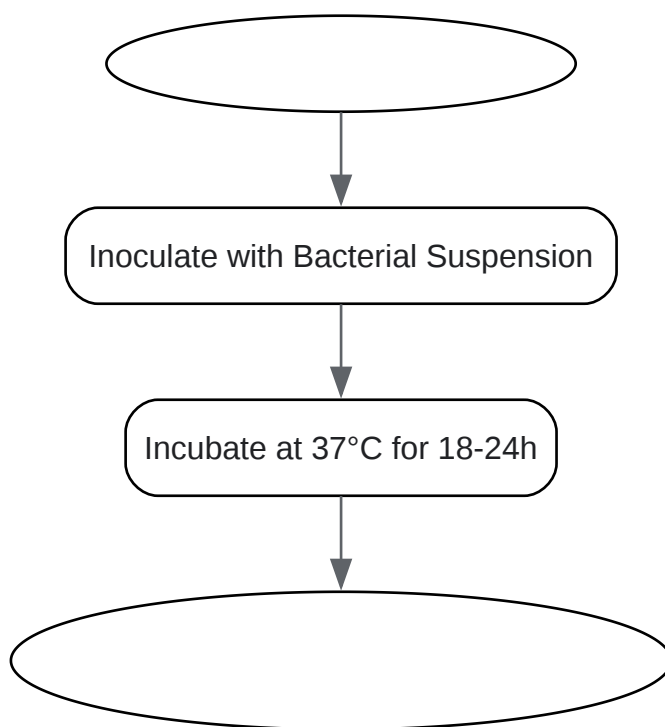 Inoculate with Bacterial Suspension
Incubate at 37°C for 18-24h